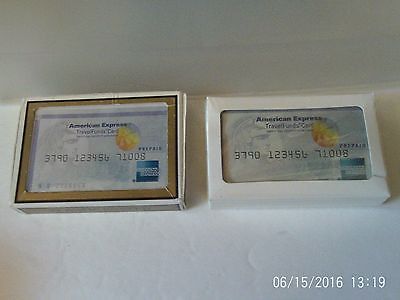 American Express
TravelFunds Card
PREPAID
3790 123456 71008
American Express
TravelFunds Card
PREPAID
3790 123456 71008
06/15/2016 13:19